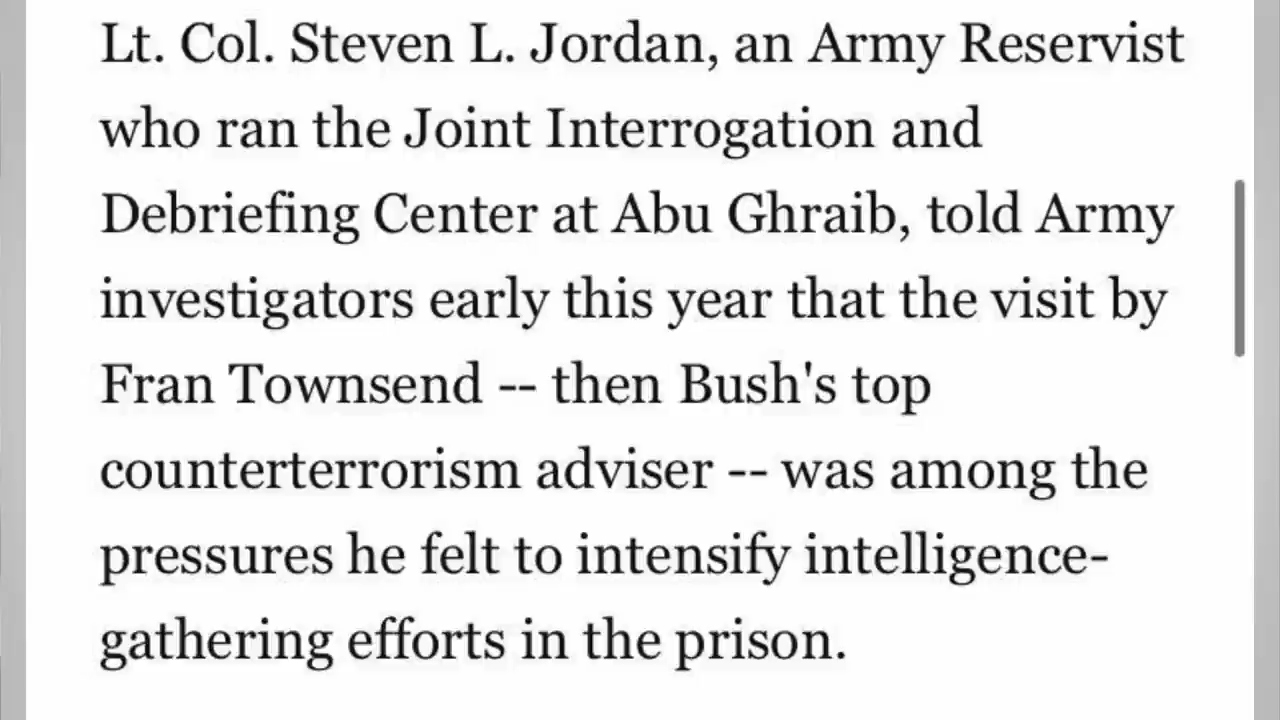 Lt. Col. Steven L. Jordan, an Army Reservist
who ran the Joint Interrogation and
Debriefing Center at Abu Ghraib, told Army
investigators early this year that the visit by
Fran Townsend -- then Bush's top
counterterrorism adviser -- was among the
pressures he felt to intensify intelligence-
gathering efforts in the prison.